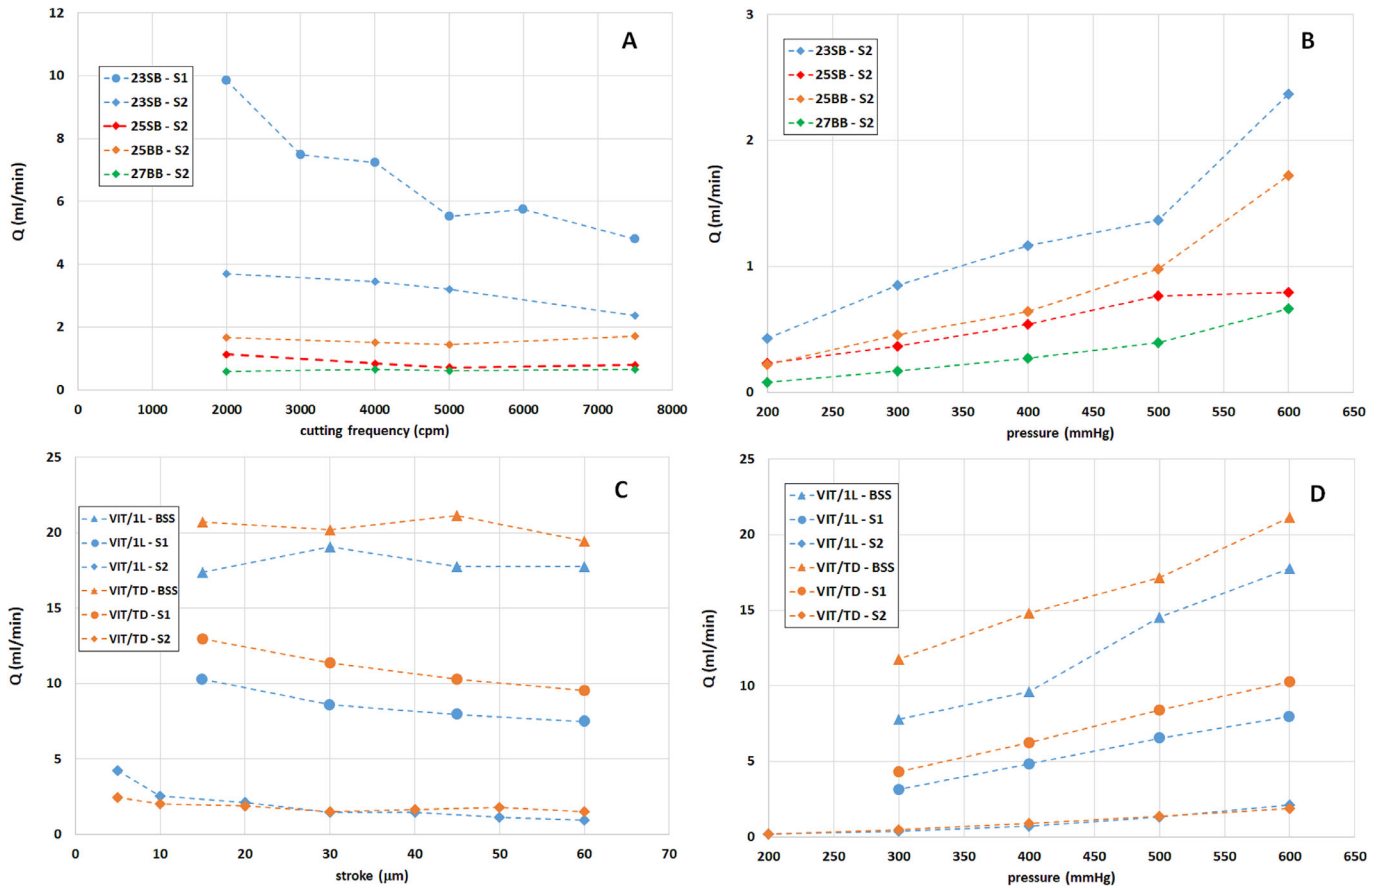 A
Q (ml/min)
12
10
8
6
4
2
0
23SB - S1
23SB - S2
25SB - S2
25BB - S2
27BB - S2
0 1000 2000 3000 4000 5000 6000 7000 8000
cutting frequency (cpm)
B
Q (ml/min)
3
2
1
0
23SB - S2
25SB - S2
25BB - S2
27BB - S2
200 250 300 350 400 450 500 550 600 650
pressure (mmHg)
C
Q (ml/min)
25
20
15
10
5
0
VIT/1L - BSS
VIT/1L - S1
VIT/1L - S2
VIT/TD - BSS
VIT/TD - S1
VIT/TD - S2
0 10 20 30 40 50 60 70
stroke (μm)
D
Q (ml/min)
25
20
15
10
5
0
VIT/1L - BSS
VIT/1L - S1
VIT/1L - S2
VIT/TD - BSS
VIT/TD - S1
VIT/TD - S2
200 250 300 350 400 450 500 550 600 650
pressure (mmHg)